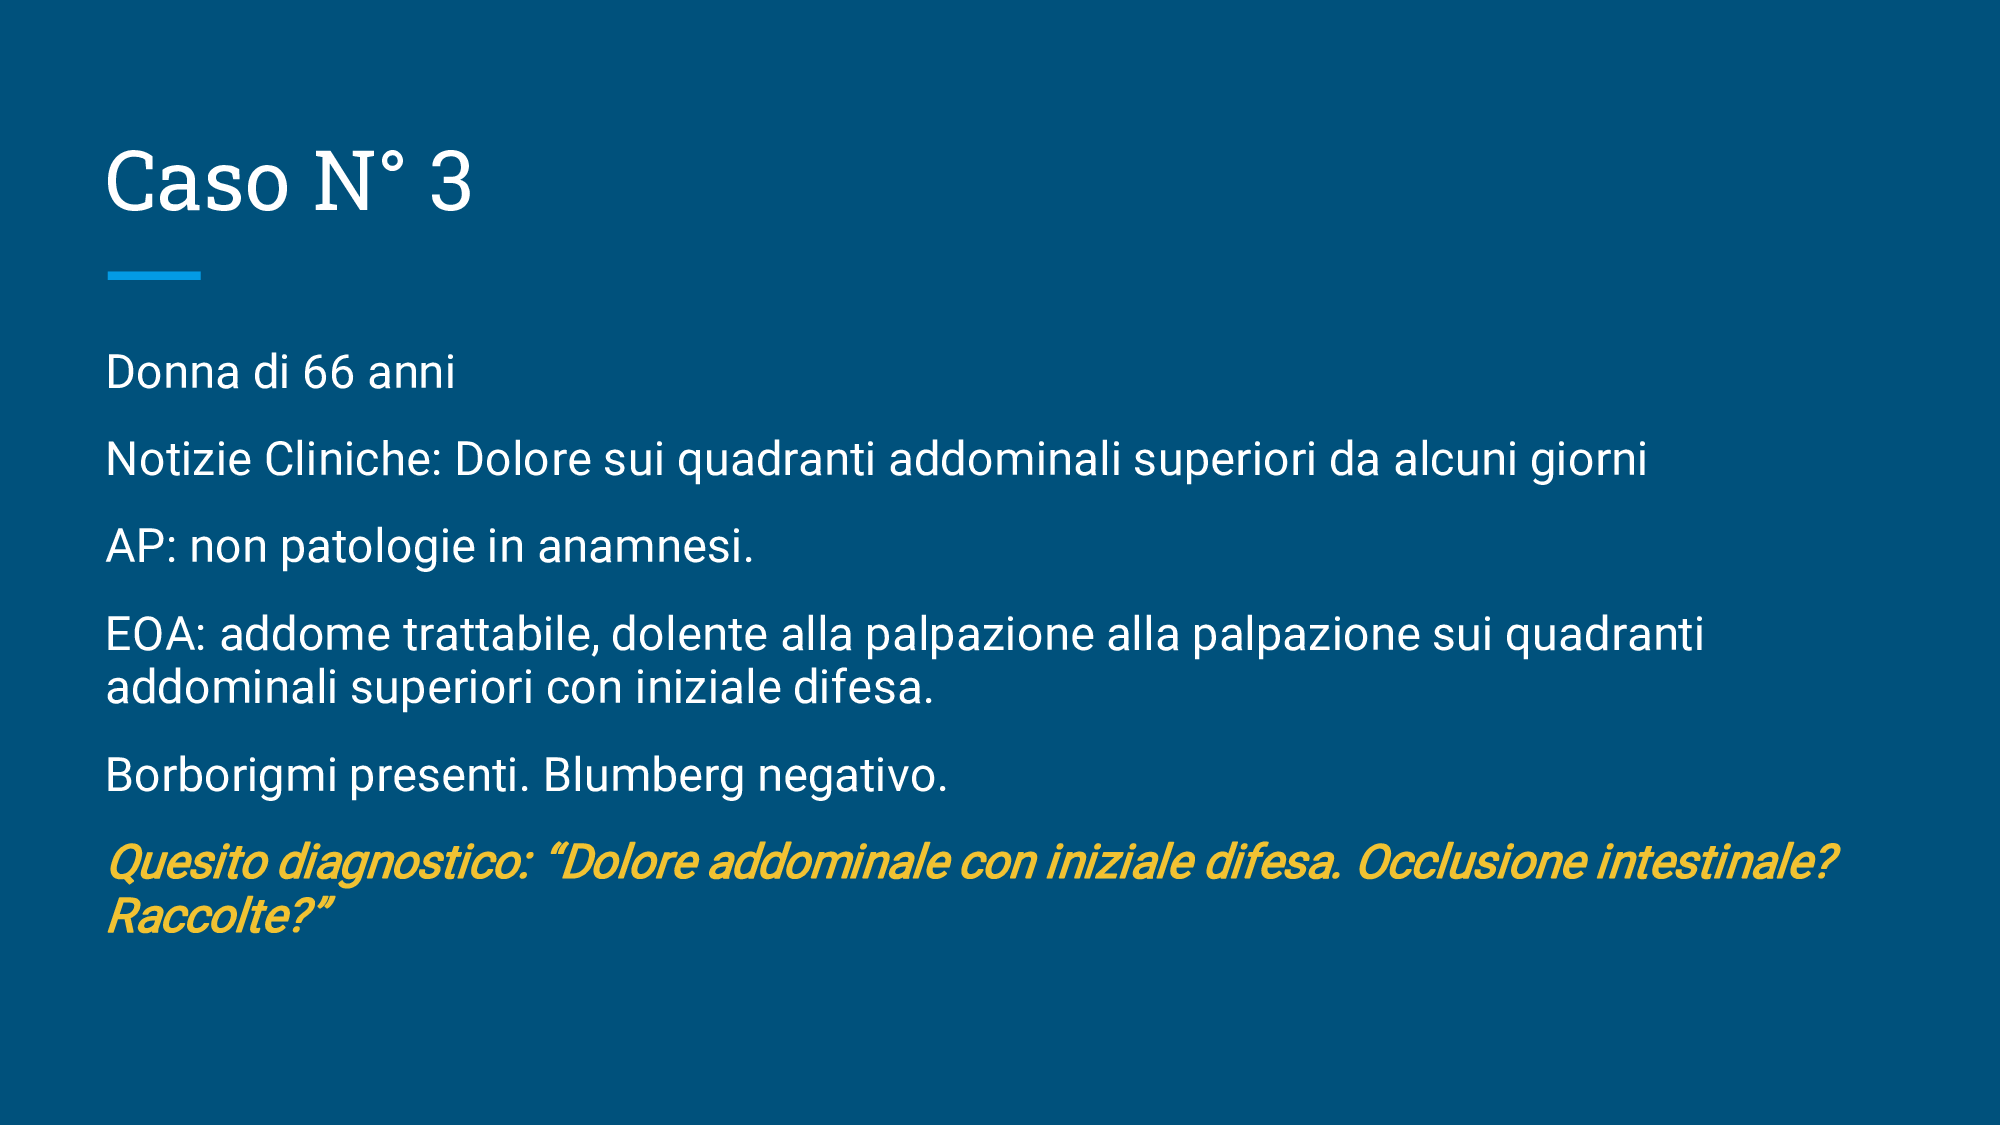 Caso N° 3
Donna di 66 anni
Notizie Cliniche: Dolore sui quadranti addominali superiori da alcuni giorni
AP: non patologie in anamnesi.
EOA: addome trattabile, dolente alla palpazione alla palpazione sui quadranti
addominali superiori con iniziale difesa.
Borborigmi presenti. Blumberg negativo.
Quesito diagnostico: “Dolore addominale con iniziale difesa. Occlusione intestinale?
Raccolte?”